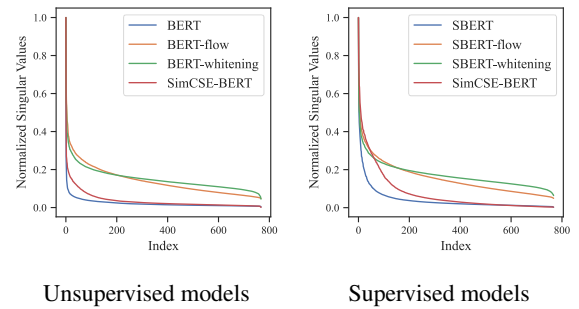 Normalized Singular Values
1.0
0.8
0.6
0.4
0.2
0.0
BERT
BERT-flow
BERT-whitening
SimCSE-BERT
0 200 400 600 800
Index
Unsupervised models
Normalized Singular Values
1.0
0.8
0.6
0.4
0.2
0.0
SBERT
SBERT-flow
SBERT-whitening
SimCSE-BERT
0 200 400 600 800
Index
Supervised models